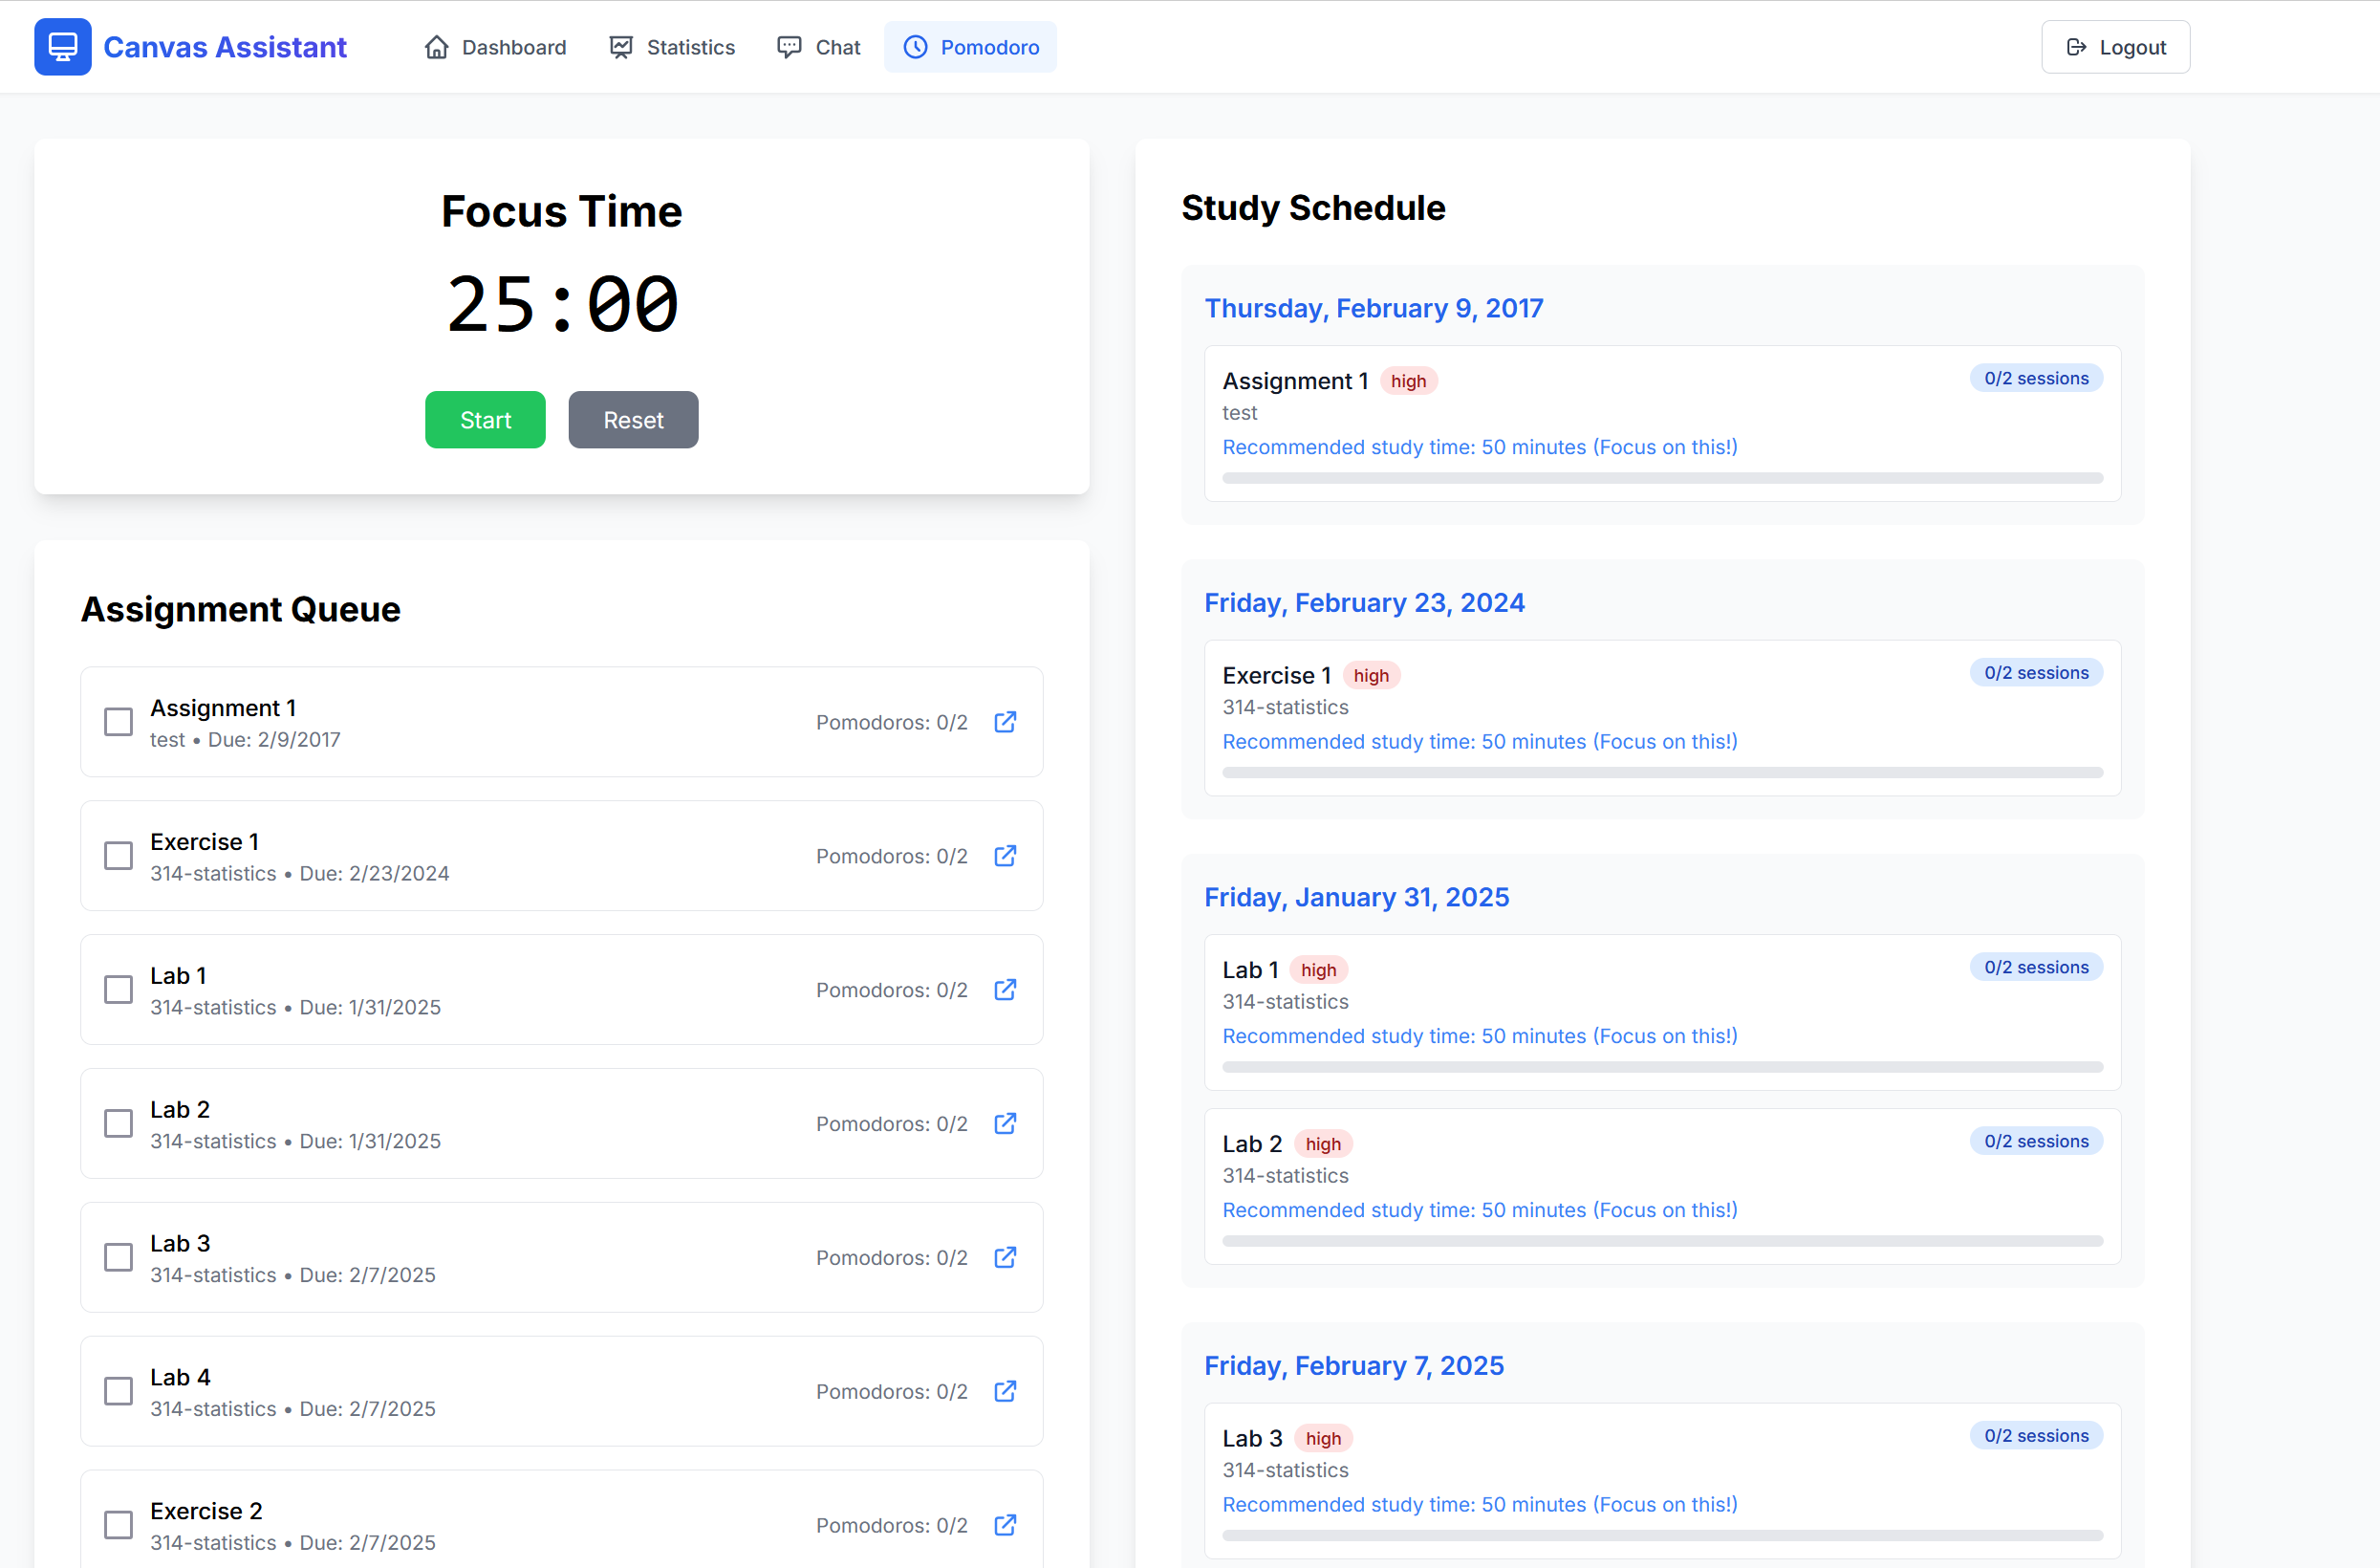 Canvas Assistant
Dashboard
Statistics
Chat
Pomodoro
Logout
Focus Time
25:00
Start
Reset
Assignment Queue
Assignment 1
test • Due: 2/9/2017
Pomodoros: 0/2
Exercise 1
314-statistics • Due: 2/23/2024
Pomodoros: 0/2
Lab 1
314-statistics • Due: 1/31/2025
Pomodoros: 0/2
Lab 2
314-statistics • Due: 1/31/2025
Pomodoros: 0/2
Lab 3
314-statistics • Due: 2/7/2025
Pomodoros: 0/2
Lab 4
314-statistics • Due: 2/7/2025
Pomodoros: 0/2
Exercise 2
314-statistics • Due: 2/7/2025
Pomodoros: 0/2
Study Schedule
Thursday, February 9, 2017
Assignment 1 high
0/2 sessions
test
Recommended study time: 50 minutes (Focus on this!)
Friday, February 23, 2024
Exercise 1 high
0/2 sessions
314-statistics
Recommended study time: 50 minutes (Focus on this!)
Friday, January 31, 2025
Lab 1 high
0/2 sessions
314-statistics
Recommended study time: 50 minutes (Focus on this!)
Lab 2 high
0/2 sessions
314-statistics
Recommended study time: 50 minutes (Focus on this!)
Friday, February 7, 2025
Lab 3 high
0/2 sessions
314-statistics
Recommended study time: 50 minutes (Focus on this!)